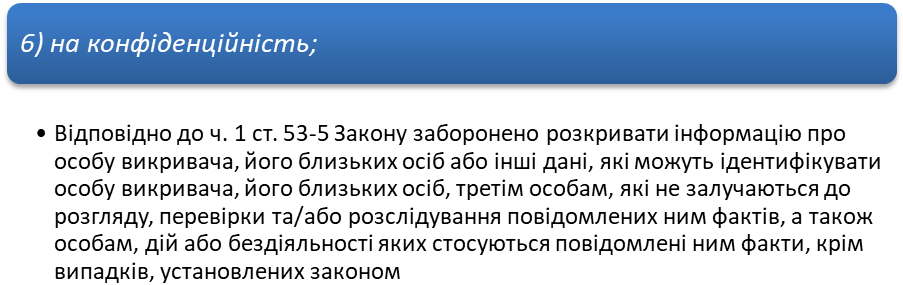 6) на конфіденційність;
• Відповідно до ч. 1 ст. 53-5 Закону заборонено розкривати інформацію про
особу викривача, його близьких осіб або інші дані, які можуть ідентифікувати
особу викривача, його близьких осіб, третім особам, які не залучаються до
розгляду, перевірки та/або розслідування повідомлених ним фактів, а також
особам, дій або бездіяльності яких стосуються повідомлені ним факти, крім
випадків, установлених законом